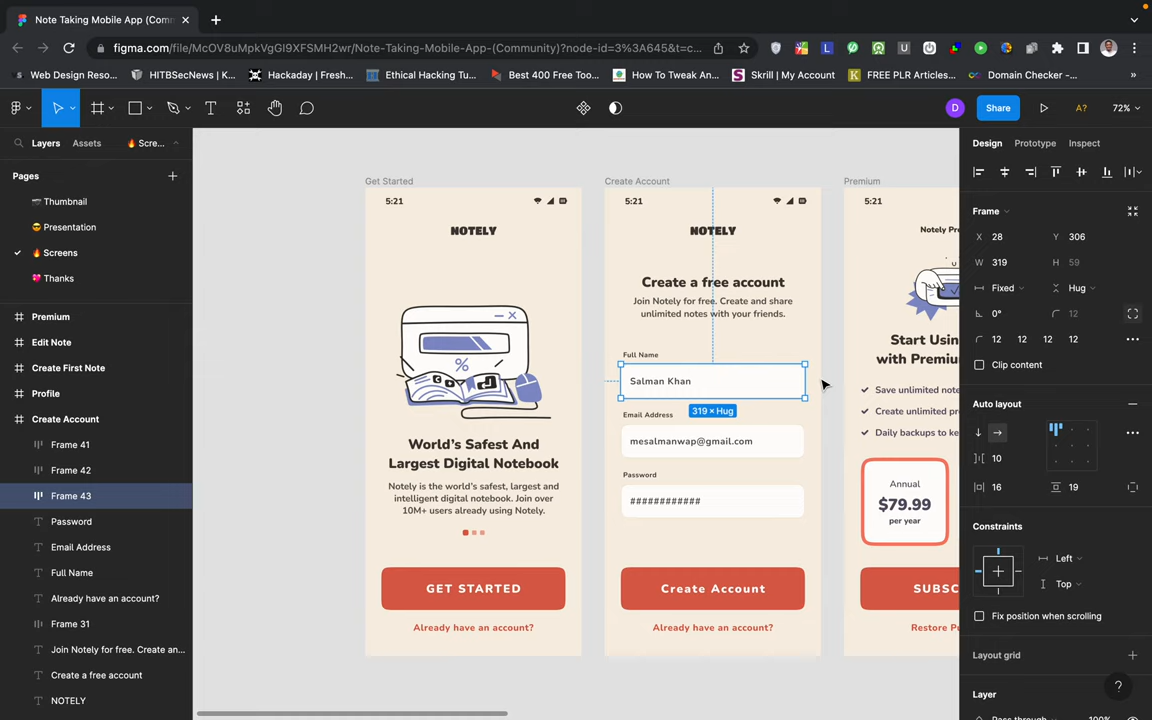 Note Taking Mobile App (Comm
figma.com/file/McOV8uMpkVgGI9XFSMH2wr/Note-Taking-Mobile-App-(Community)?node-id=3%3A645&t=c...
Web Design Reso...
HITBSecNews | K...
Hackaday | Fresh...
Ethical Hacking Tu...
Best 400 Free Too...
How To Tweak An...
Skrill | My Account
FREE PLR Articles...
Domain Checker -...
»
D
Share
A?
72%
Layers
Assets
🔥 Scre...
Pages
🎓 Thumbnail
😎 Presentation
🔥 Screens
💖 Thanks
Premium
Edit Note
Create First Note
Profile
Create Account
Frame 41
Frame 42
Frame 43
Password
Email Address
Full Name
Already have an account?
Frame 31
Join Notely for free. Create an...
Create a free account
NOTELY
Get Started
5:21
NOTELY
%
World's Safest And
Largest Digital Notebook
Notely is the world's safest, largest and
intelligent digital notebook. Join over
10M+ users already using Notely.
GET STARTED
Already have an account?
Create Account
5:21
NOTELY
Create a free account
Join Notely for free. Create and share
unlimited notes with your friends.
Full Name
Salman Khan
319 × Hug
Email Address
mesalmanwap@gmail.com
Password
############
Create Account
Already have an account?
Premium
5:21
Notely Pr
Start Usin
with Premiu
Save unlimited note
Create unlimited pr
Daily backups to ke
Annual
$79.99
per year
SUBSC
Restore Pu
Design
Prototype
Inspect
Frame
X 28
Y 306
W 319
H 59
Fixed
Hug
0°
12
12 12 12 12
Clip content
Auto layout
10
16
19
Constraints
Left
Top
Fix position when scrolling
Layout grid
?
Layer
Pass through 100%